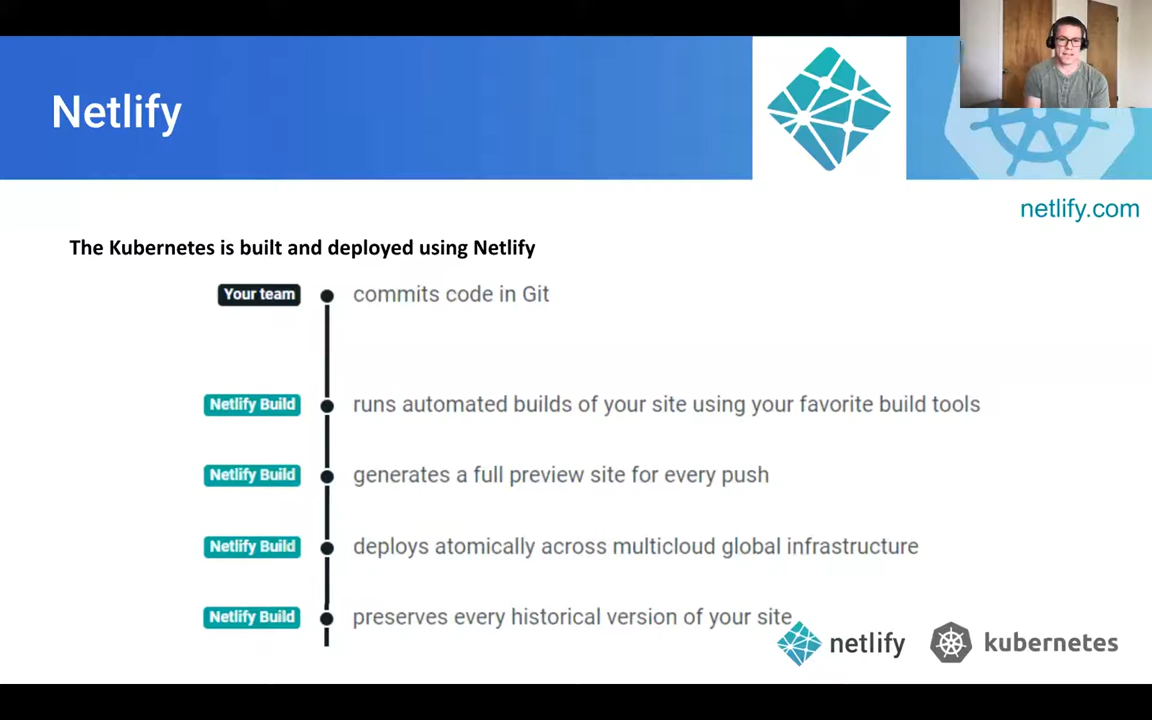 Netlify
netlify.com
The Kubernetes is built and deployed using Netlify
Your team commits code in Git
Netlify Build runs automated builds of your site using your favorite build tools
Netlify Build generates a full preview site for every push
Netlify Build deploys atomically across multicloud global infrastructure
Netlify Build preserves every historical version of your site
netlify kubernetes